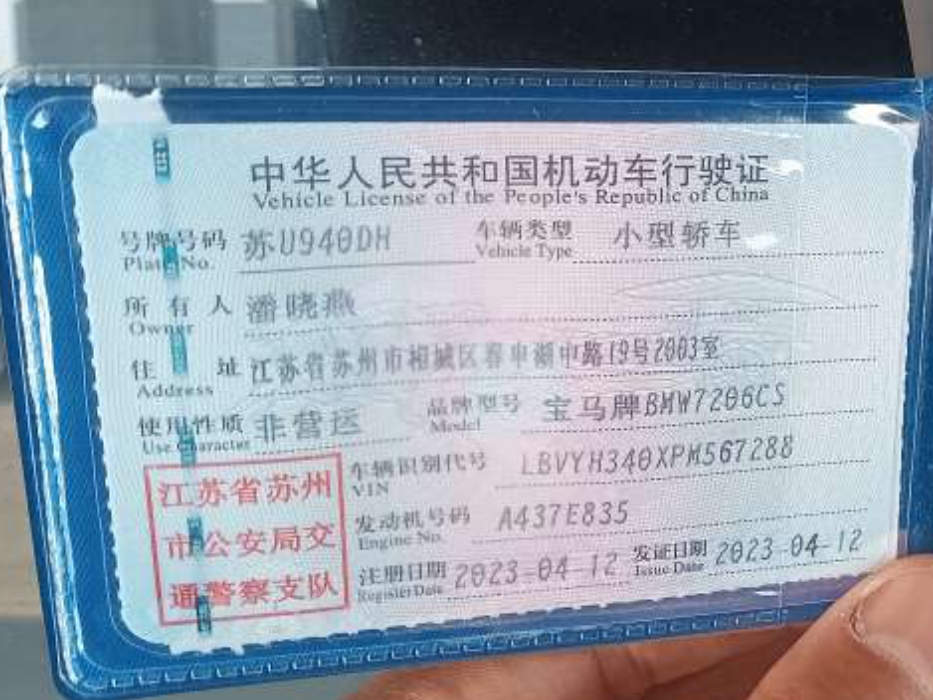 中华人民共和国机动车行驶证
Vehicle License of the People's Republic of China
号牌号码 苏U940DH 车辆类型 小型轿车
Plate No. Vehicle Type
所有人 潘晓燕
Owner
住址 江苏省苏州市相城区春申湖中路19号2003室
Address
使用性质 非营运 品牌型号 宝马牌BMW7206CS
Use Character Model
车辆识别代号 LBVYH340XPM567288
VIN
发动机号码 A437E835
Engine No.
注册日期 2023-04-12 发证日期 2023-04-12
Register Date Issue Date
江苏省苏州
市公安局交
通警察支队